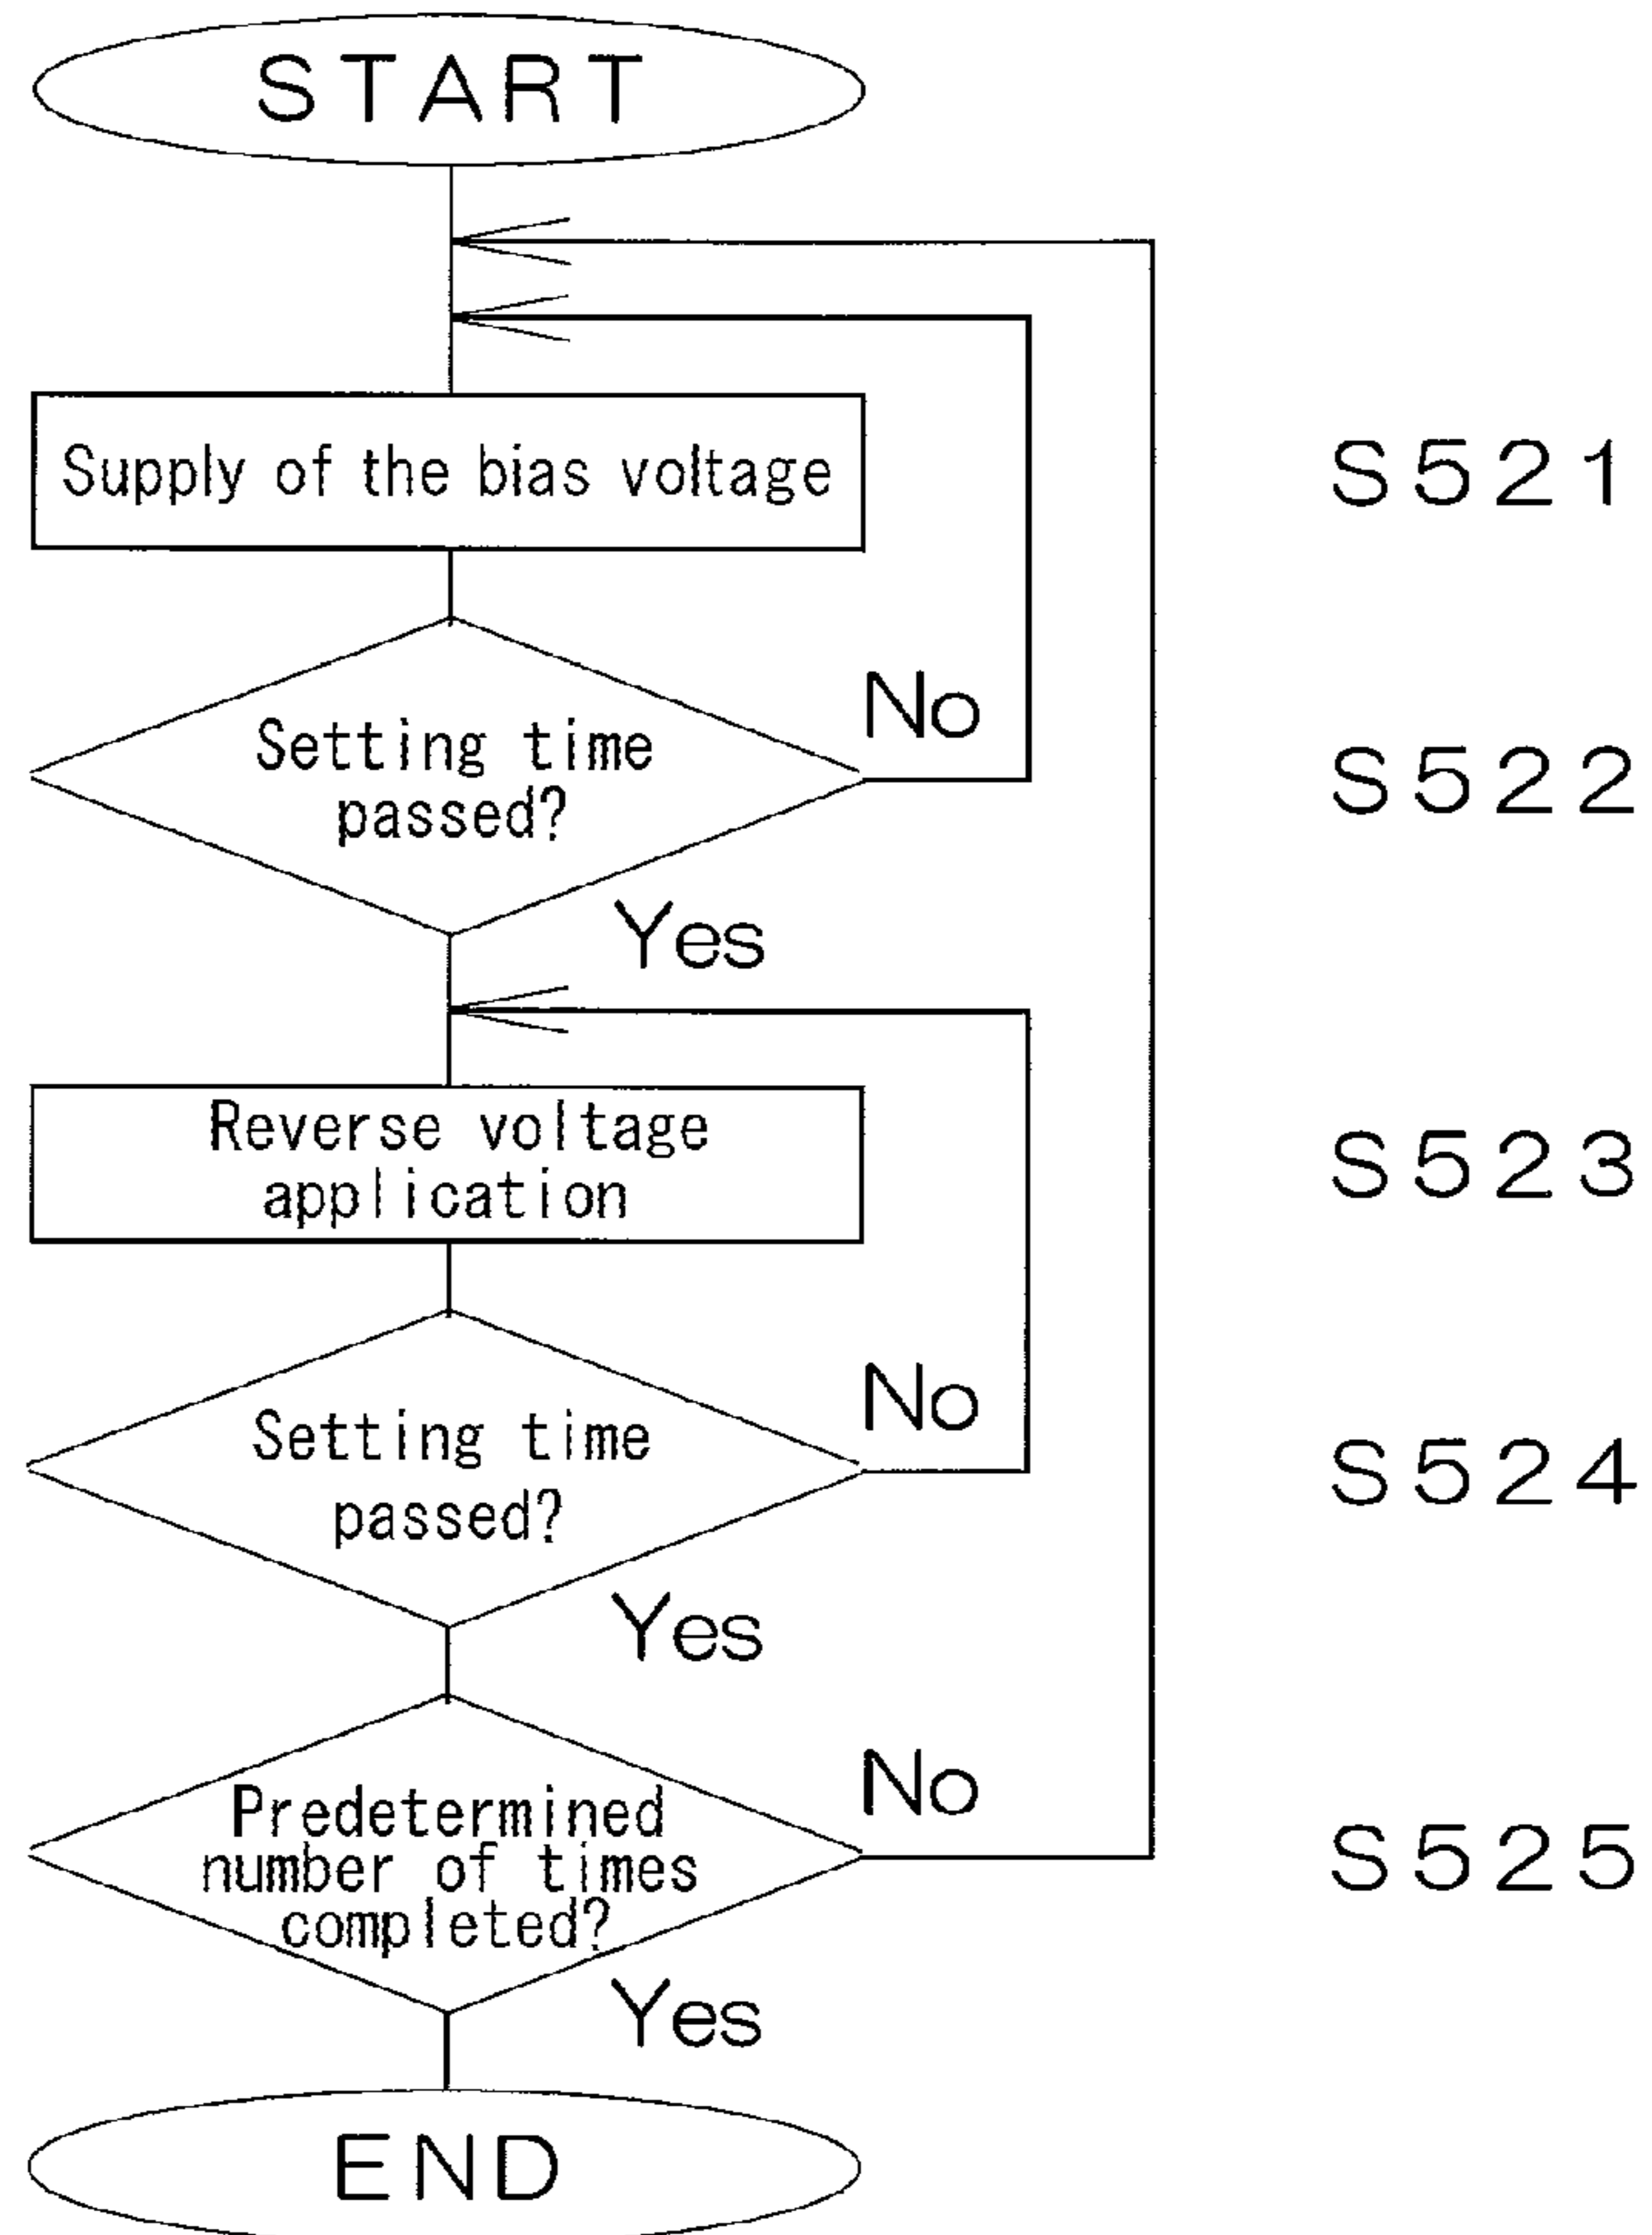 START
Supply of the bias voltage
S521
No
Setting time
passed?
S522
Yes
Reverse voltage
application
S523
No
Setting time
passed?
S524
Yes
No
Predetermined
number of times
completed?
S525
Yes
END